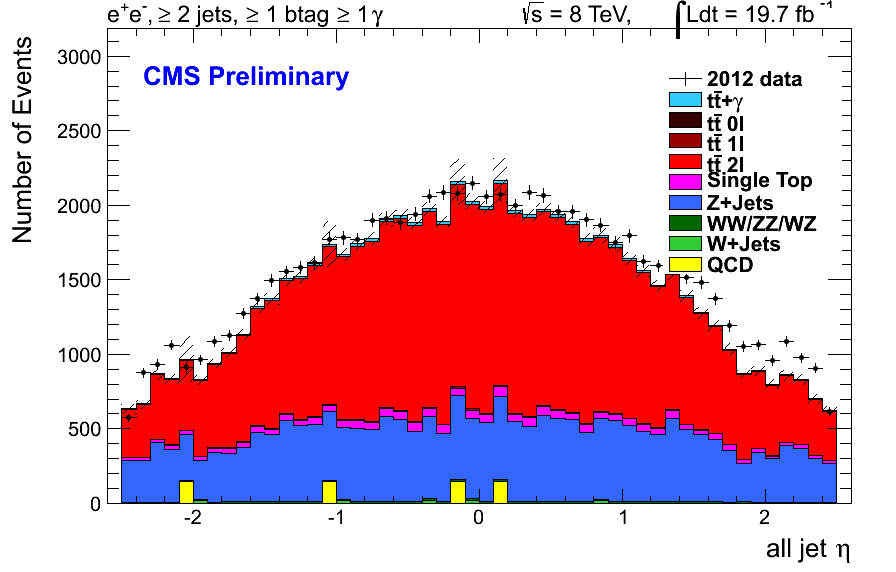 e⁺e⁻, ≥ 2 jets, ≥ 1 btag ≥ 1 γ √s = 8 TeV, ∫Ldt = 19.7 fb⁻¹
Number of Events
CMS Preliminary
2012 data
tt̄+γ
tt̄ 0l
tt̄ 1l
tt̄ 2l
Single Top
Z+Jets
WW/ZZ/WZ
W+Jets
QCD
3000
2500
2000
1500
1000
500
0
-2 -1 0 1 2
all jet η